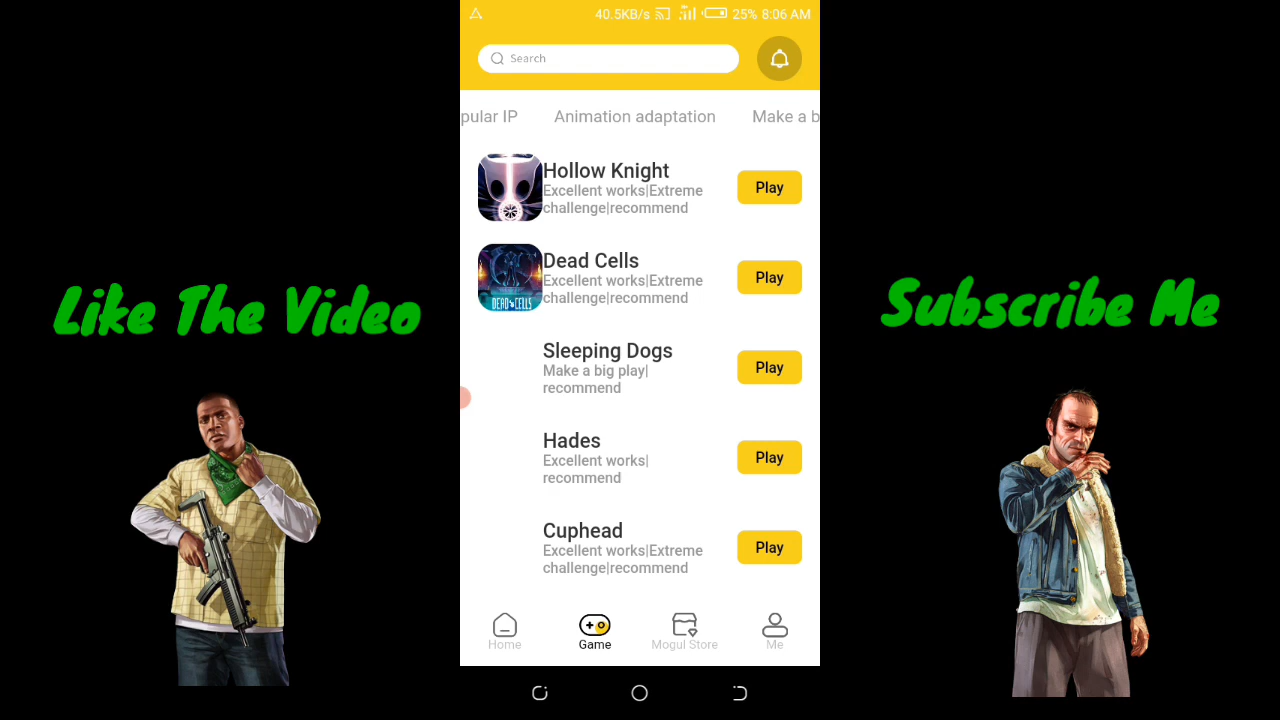 40.5KB/s 25% 8:06 AM
Search
pular IP Animation adaptation Make a b
Hollow Knight
Excellent works|Extreme
challenge|recommend
Play
DEAD CELLS
Dead Cells
Excellent works|Extreme
challenge|recommend
Play
Sleeping Dogs
Make a big play|
recommend
Play
Hades
Excellent works|
recommend
Play
Cuphead
Excellent works|Extreme
challenge|recommend
Play
Home Game Mogul Store Me
Like The Video
Subscribe Me